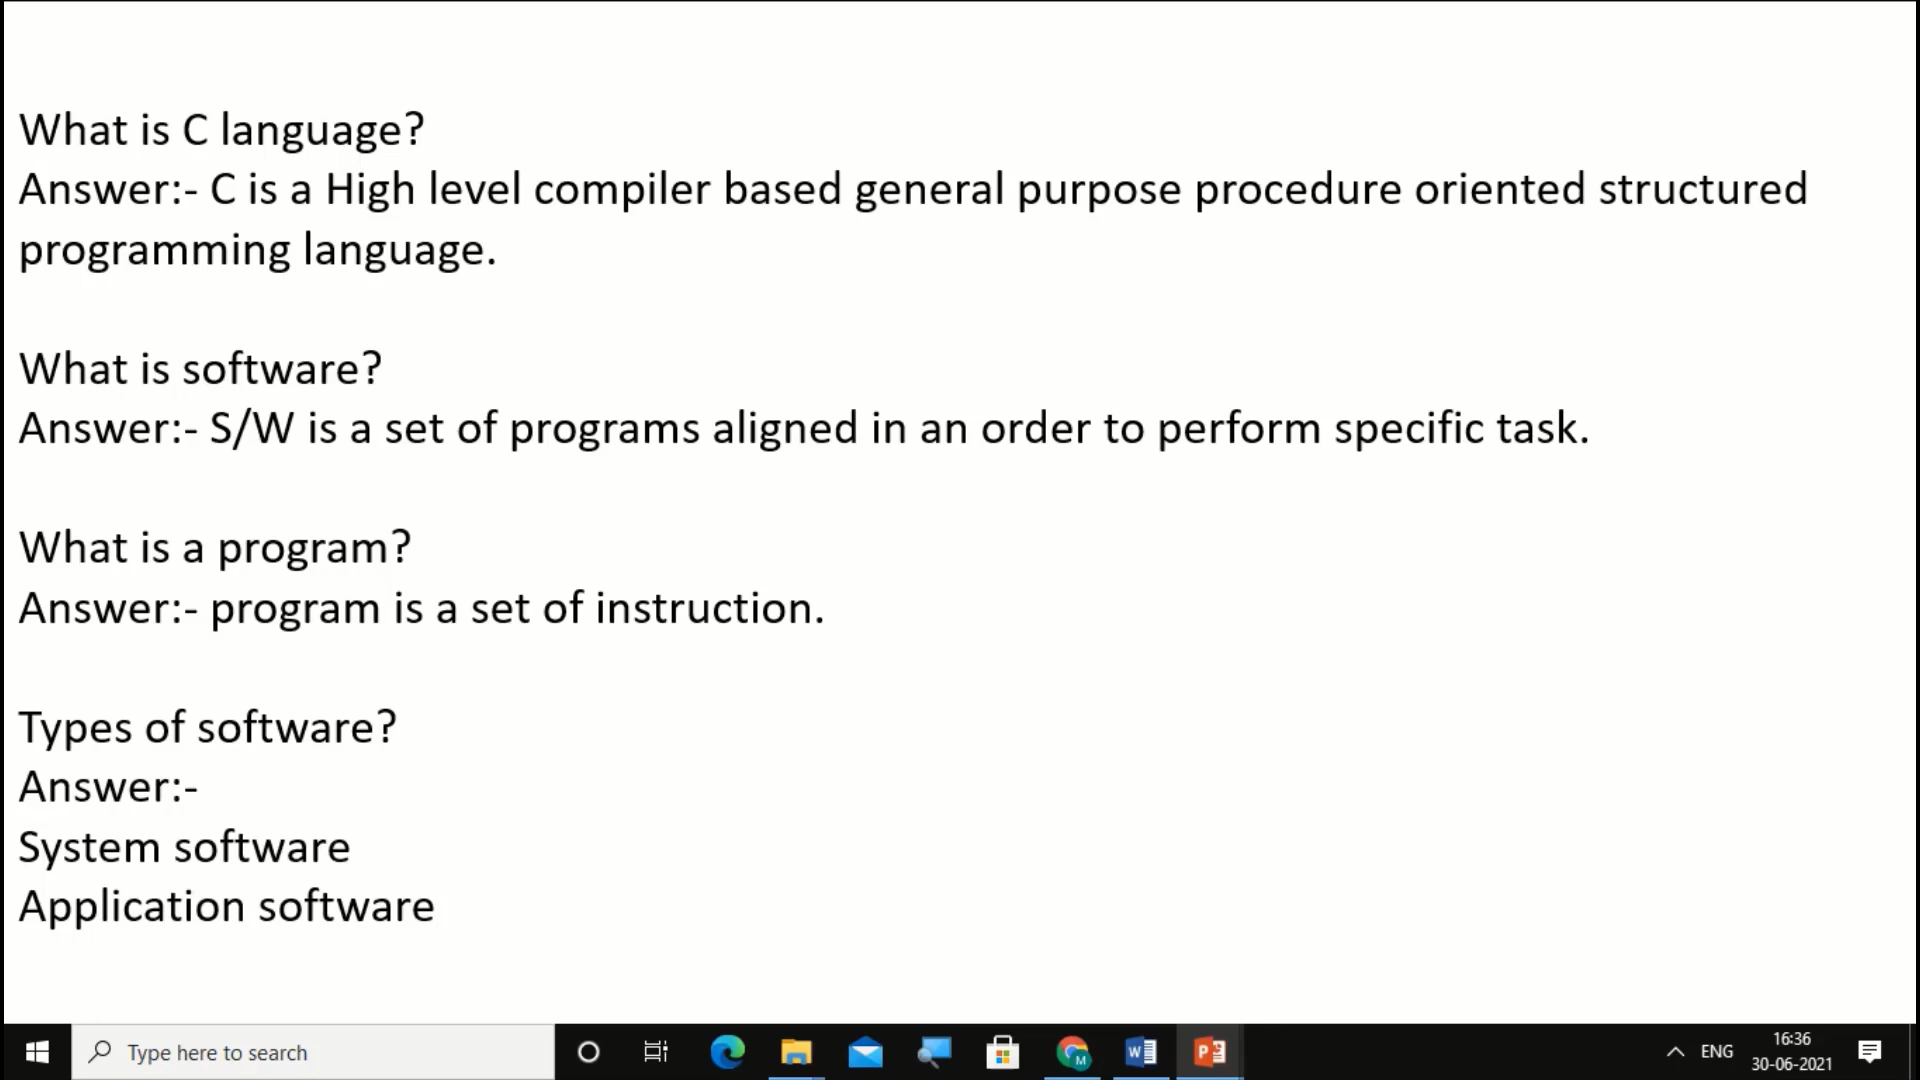 What is C language?
Answer:- C is a High level compiler based general purpose procedure oriented structured
programming language.
What is software?
Answer:- S/W is a set of programs aligned in an order to perform specific task.
What is a program?
Answer:- program is a set of instruction.
Types of software?
Answer:-
System software
Application software
Type here to search
ENG
16:36
30-06-2021